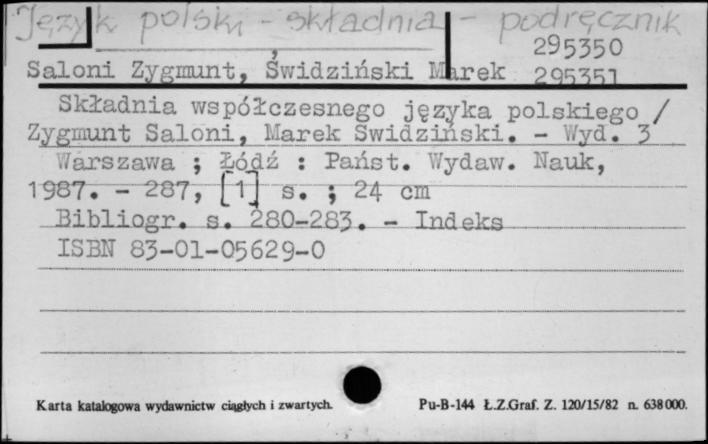 Język polski - składnia - podręcznik
295350
Saloni Zygmunt, Świdziński Marek 295351
Składnia współczesnego języka polskiego /
Zygmunt Saloni, Marek Świdziński. - Wyd. 3
Warszawa ; Łódź : Państ. Wydaw. Nauk,
1987. - 287, [1] s. ; 24 cm
Bibliogr. s. 280-283. - Indeks
ISBN 83-01-05629-0
Karta katalogowa wydawnictw ciągłych i zwartych.
Pu-B-144 Ł.Z.Graf. Z. 120/15/82 n. 638000.